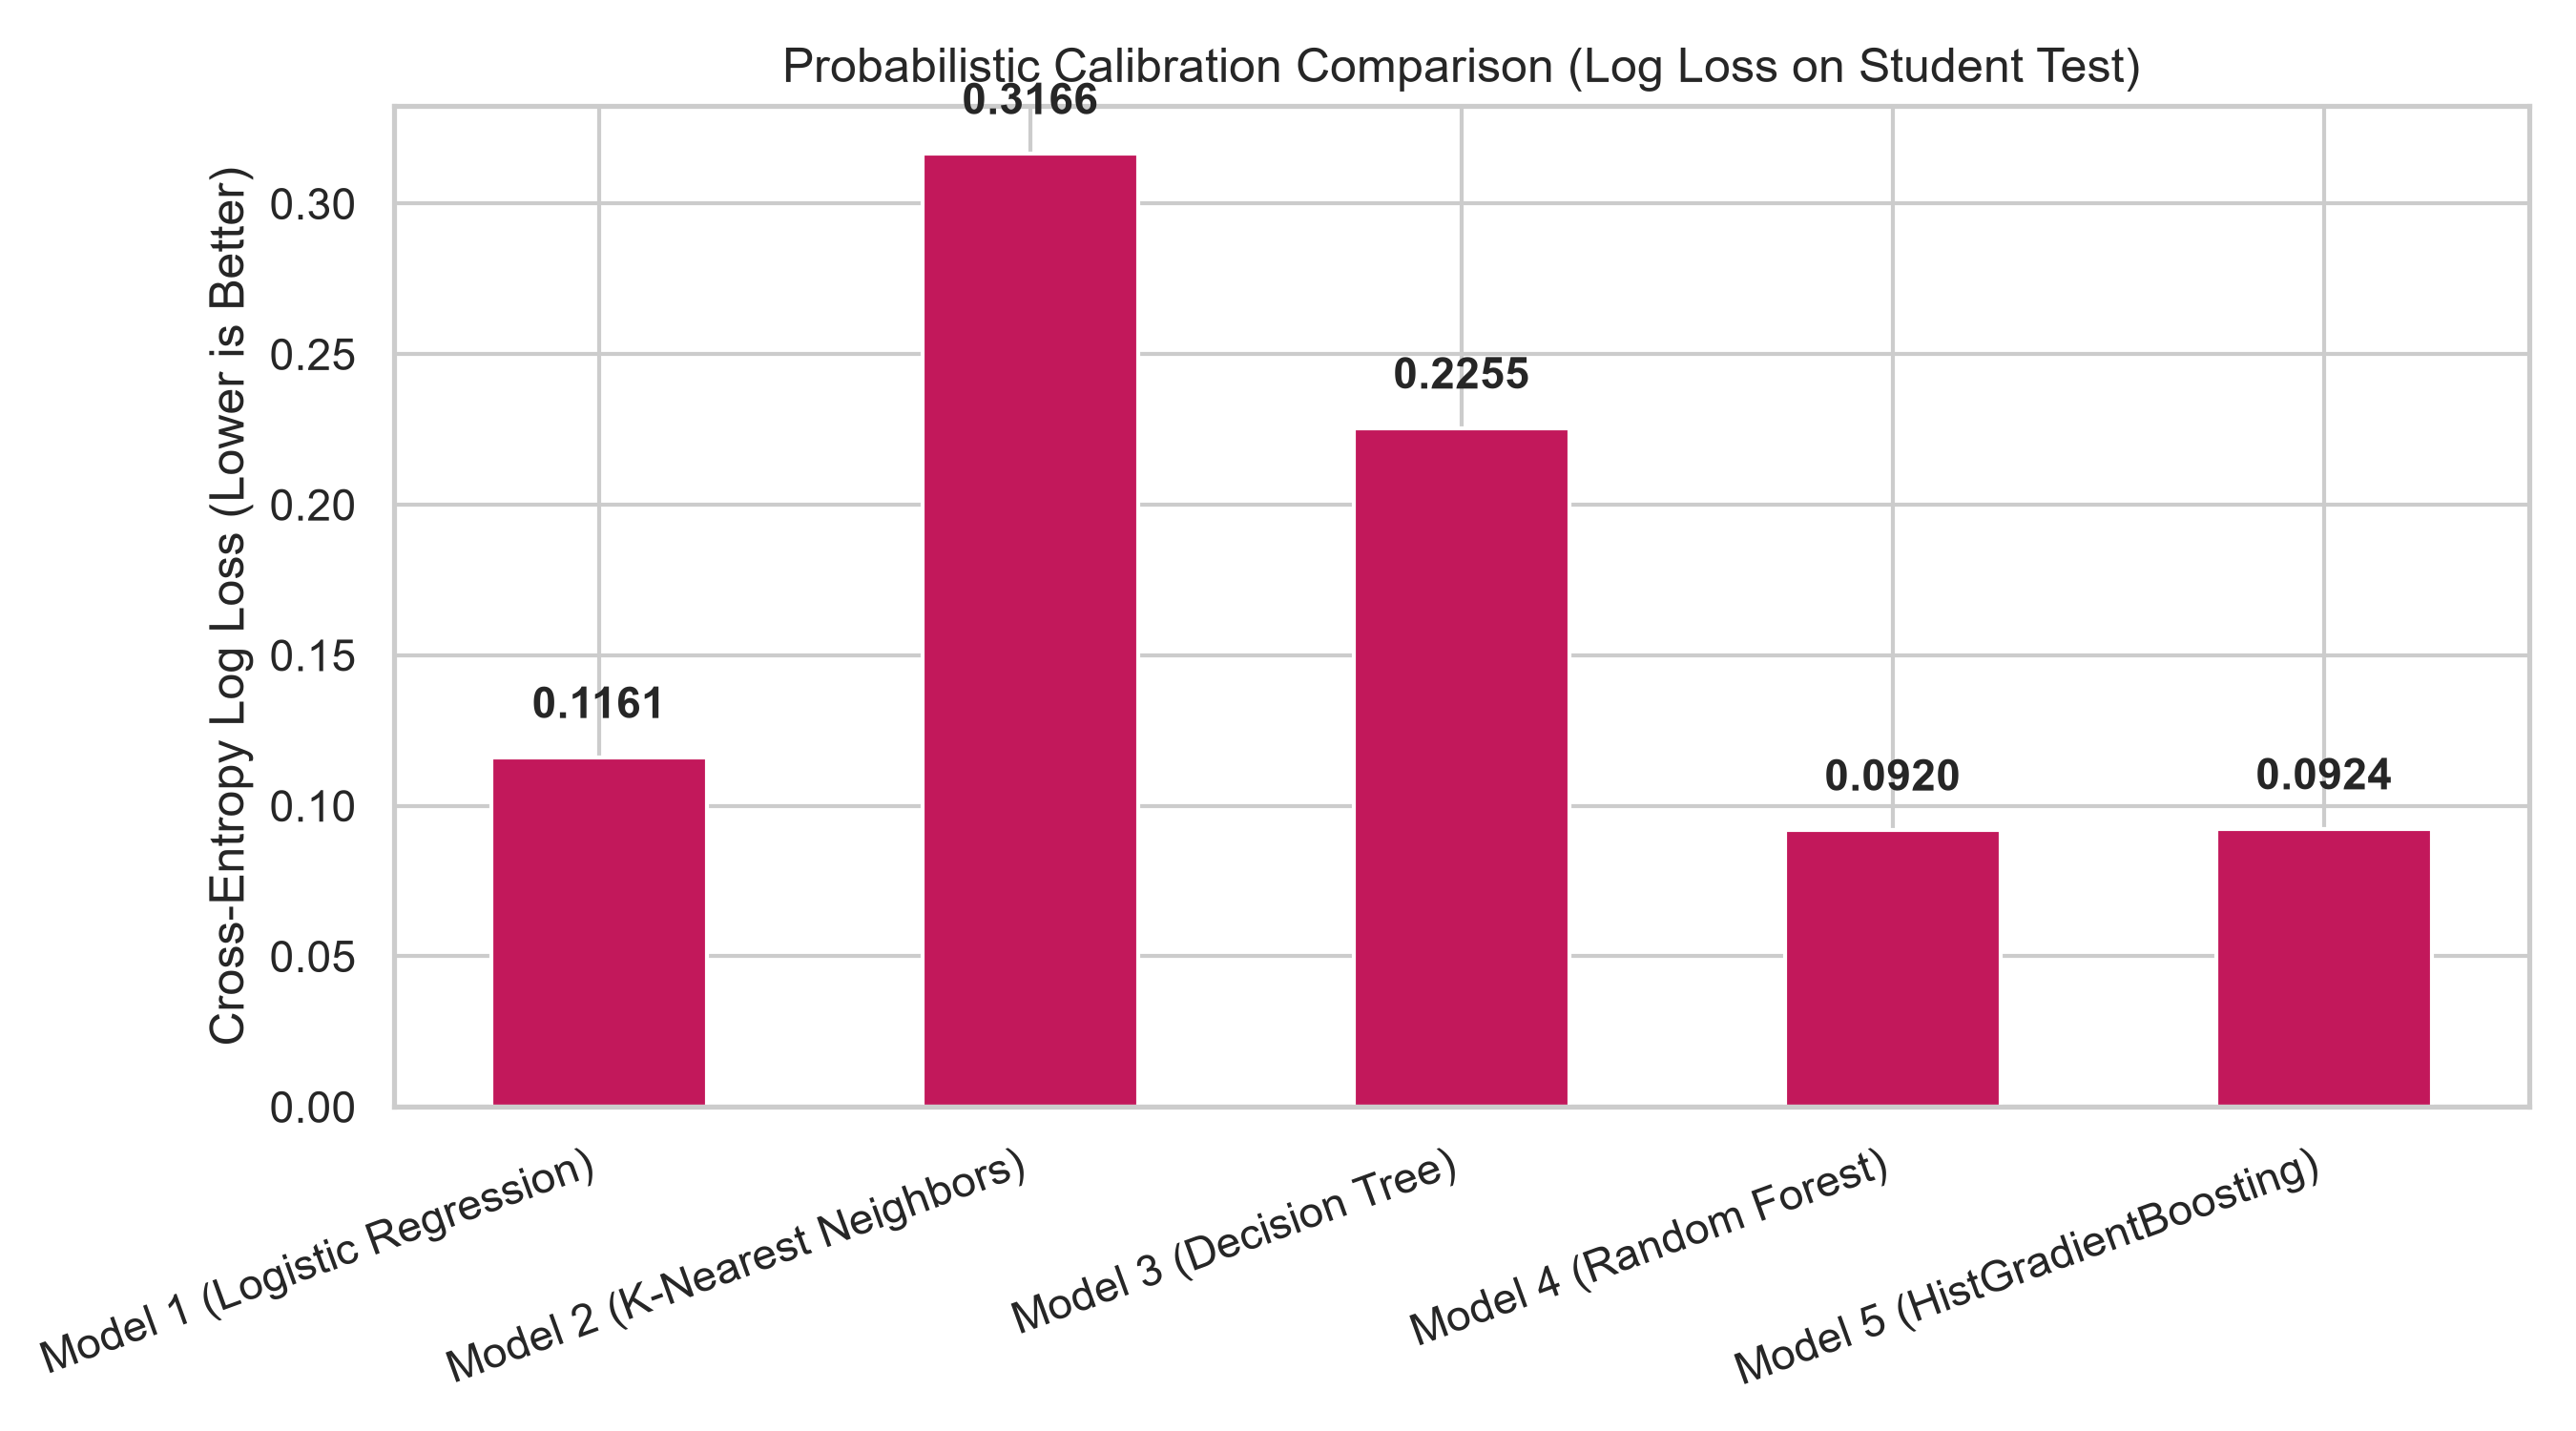 Probabilistic Calibration Comparison (Log Loss on Student Test)
Cross-Entropy Log Loss (Lower is Better)
0.30
0.25
0.20
0.15
0.10
0.05
0.00
0.1161
0.3166
0.2255
0.0920
0.0924
Model 1 (Logistic Regression)
Model 2 (K-Nearest Neighbors)
Model 3 (Decision Tree)
Model 4 (Random Forest)
Model 5 (HistGradientBoosting)